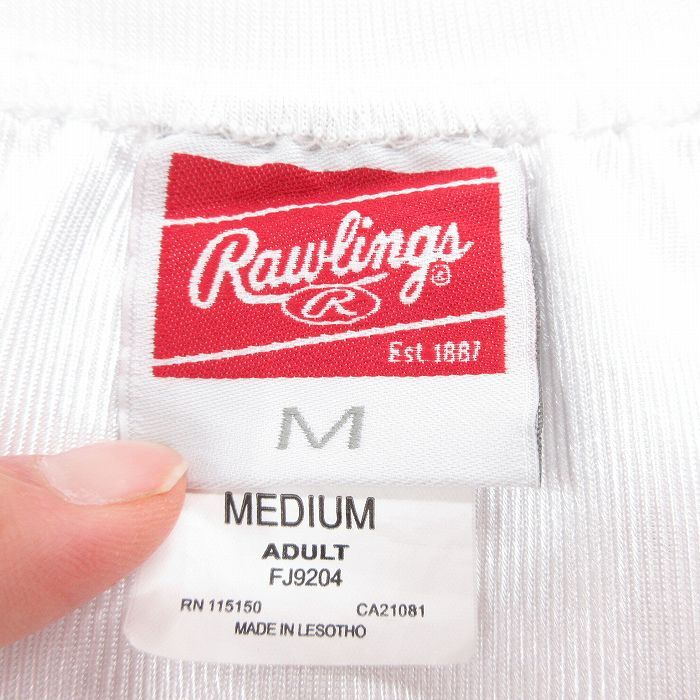 Rawlings®
R
Est. 1887
M
MEDIUM
ADULT
FJ9204
RN 115150 CA21081
MADE IN LESOTHO